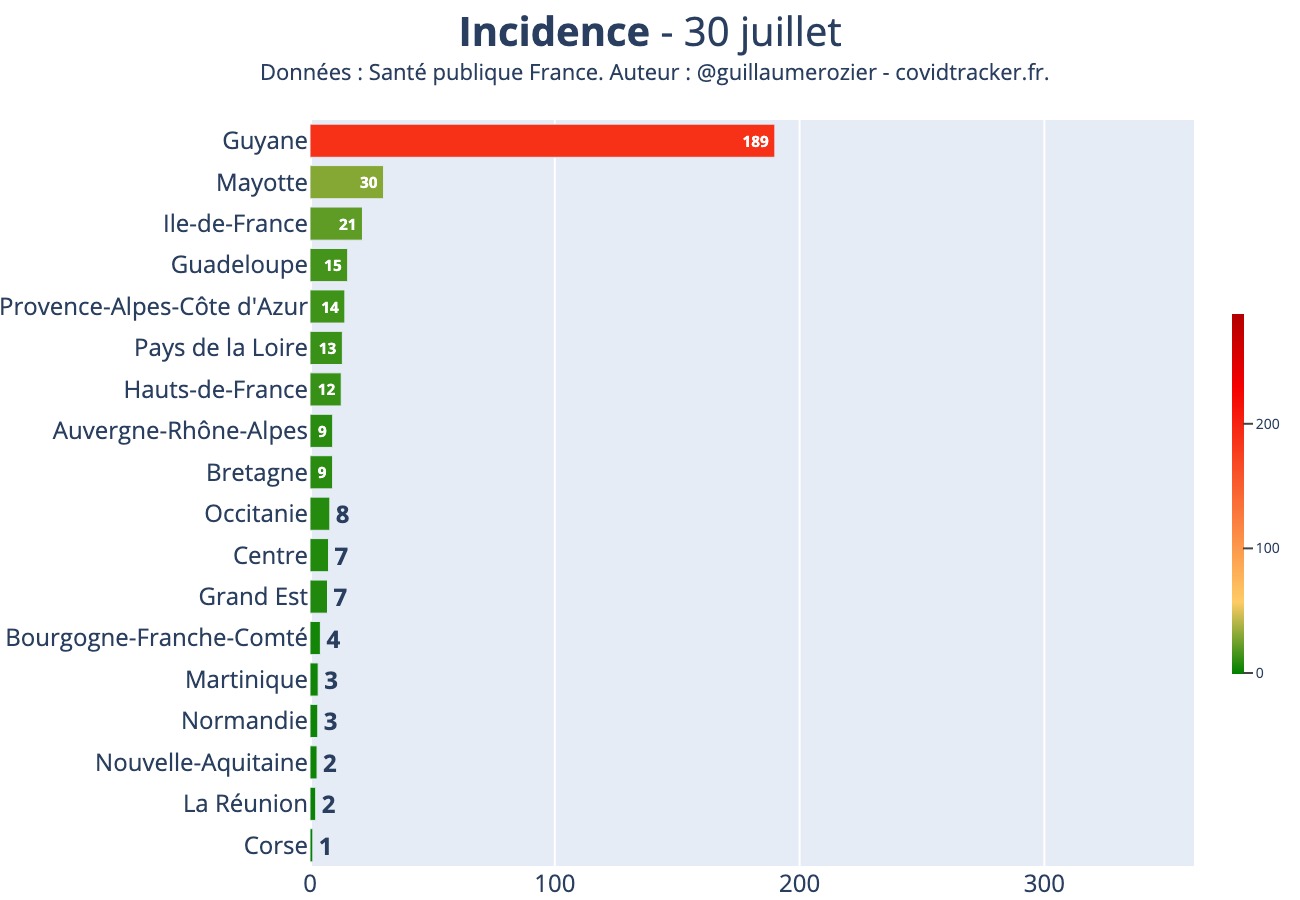 Incidence - 30 juillet
Données : Santé publique France. Auteur : @guillaumerozier - covidtracker.fr.
Guyane 189
Mayotte 30
Ile-de-France 21
Guadeloupe 15
Provence-Alpes-Côte d'Azur 14
Pays de la Loire 13
Hauts-de-France 12
Auvergne-Rhône-Alpes 9
Bretagne 9
Occitanie 8
Centre 7
Grand Est 7
Bourgogne-Franche-Comté 4
Martinique 3
Normandie 3
Nouvelle-Aquitaine 2
La Réunion 2
Corse 1
0 100 200 300
200
100
0